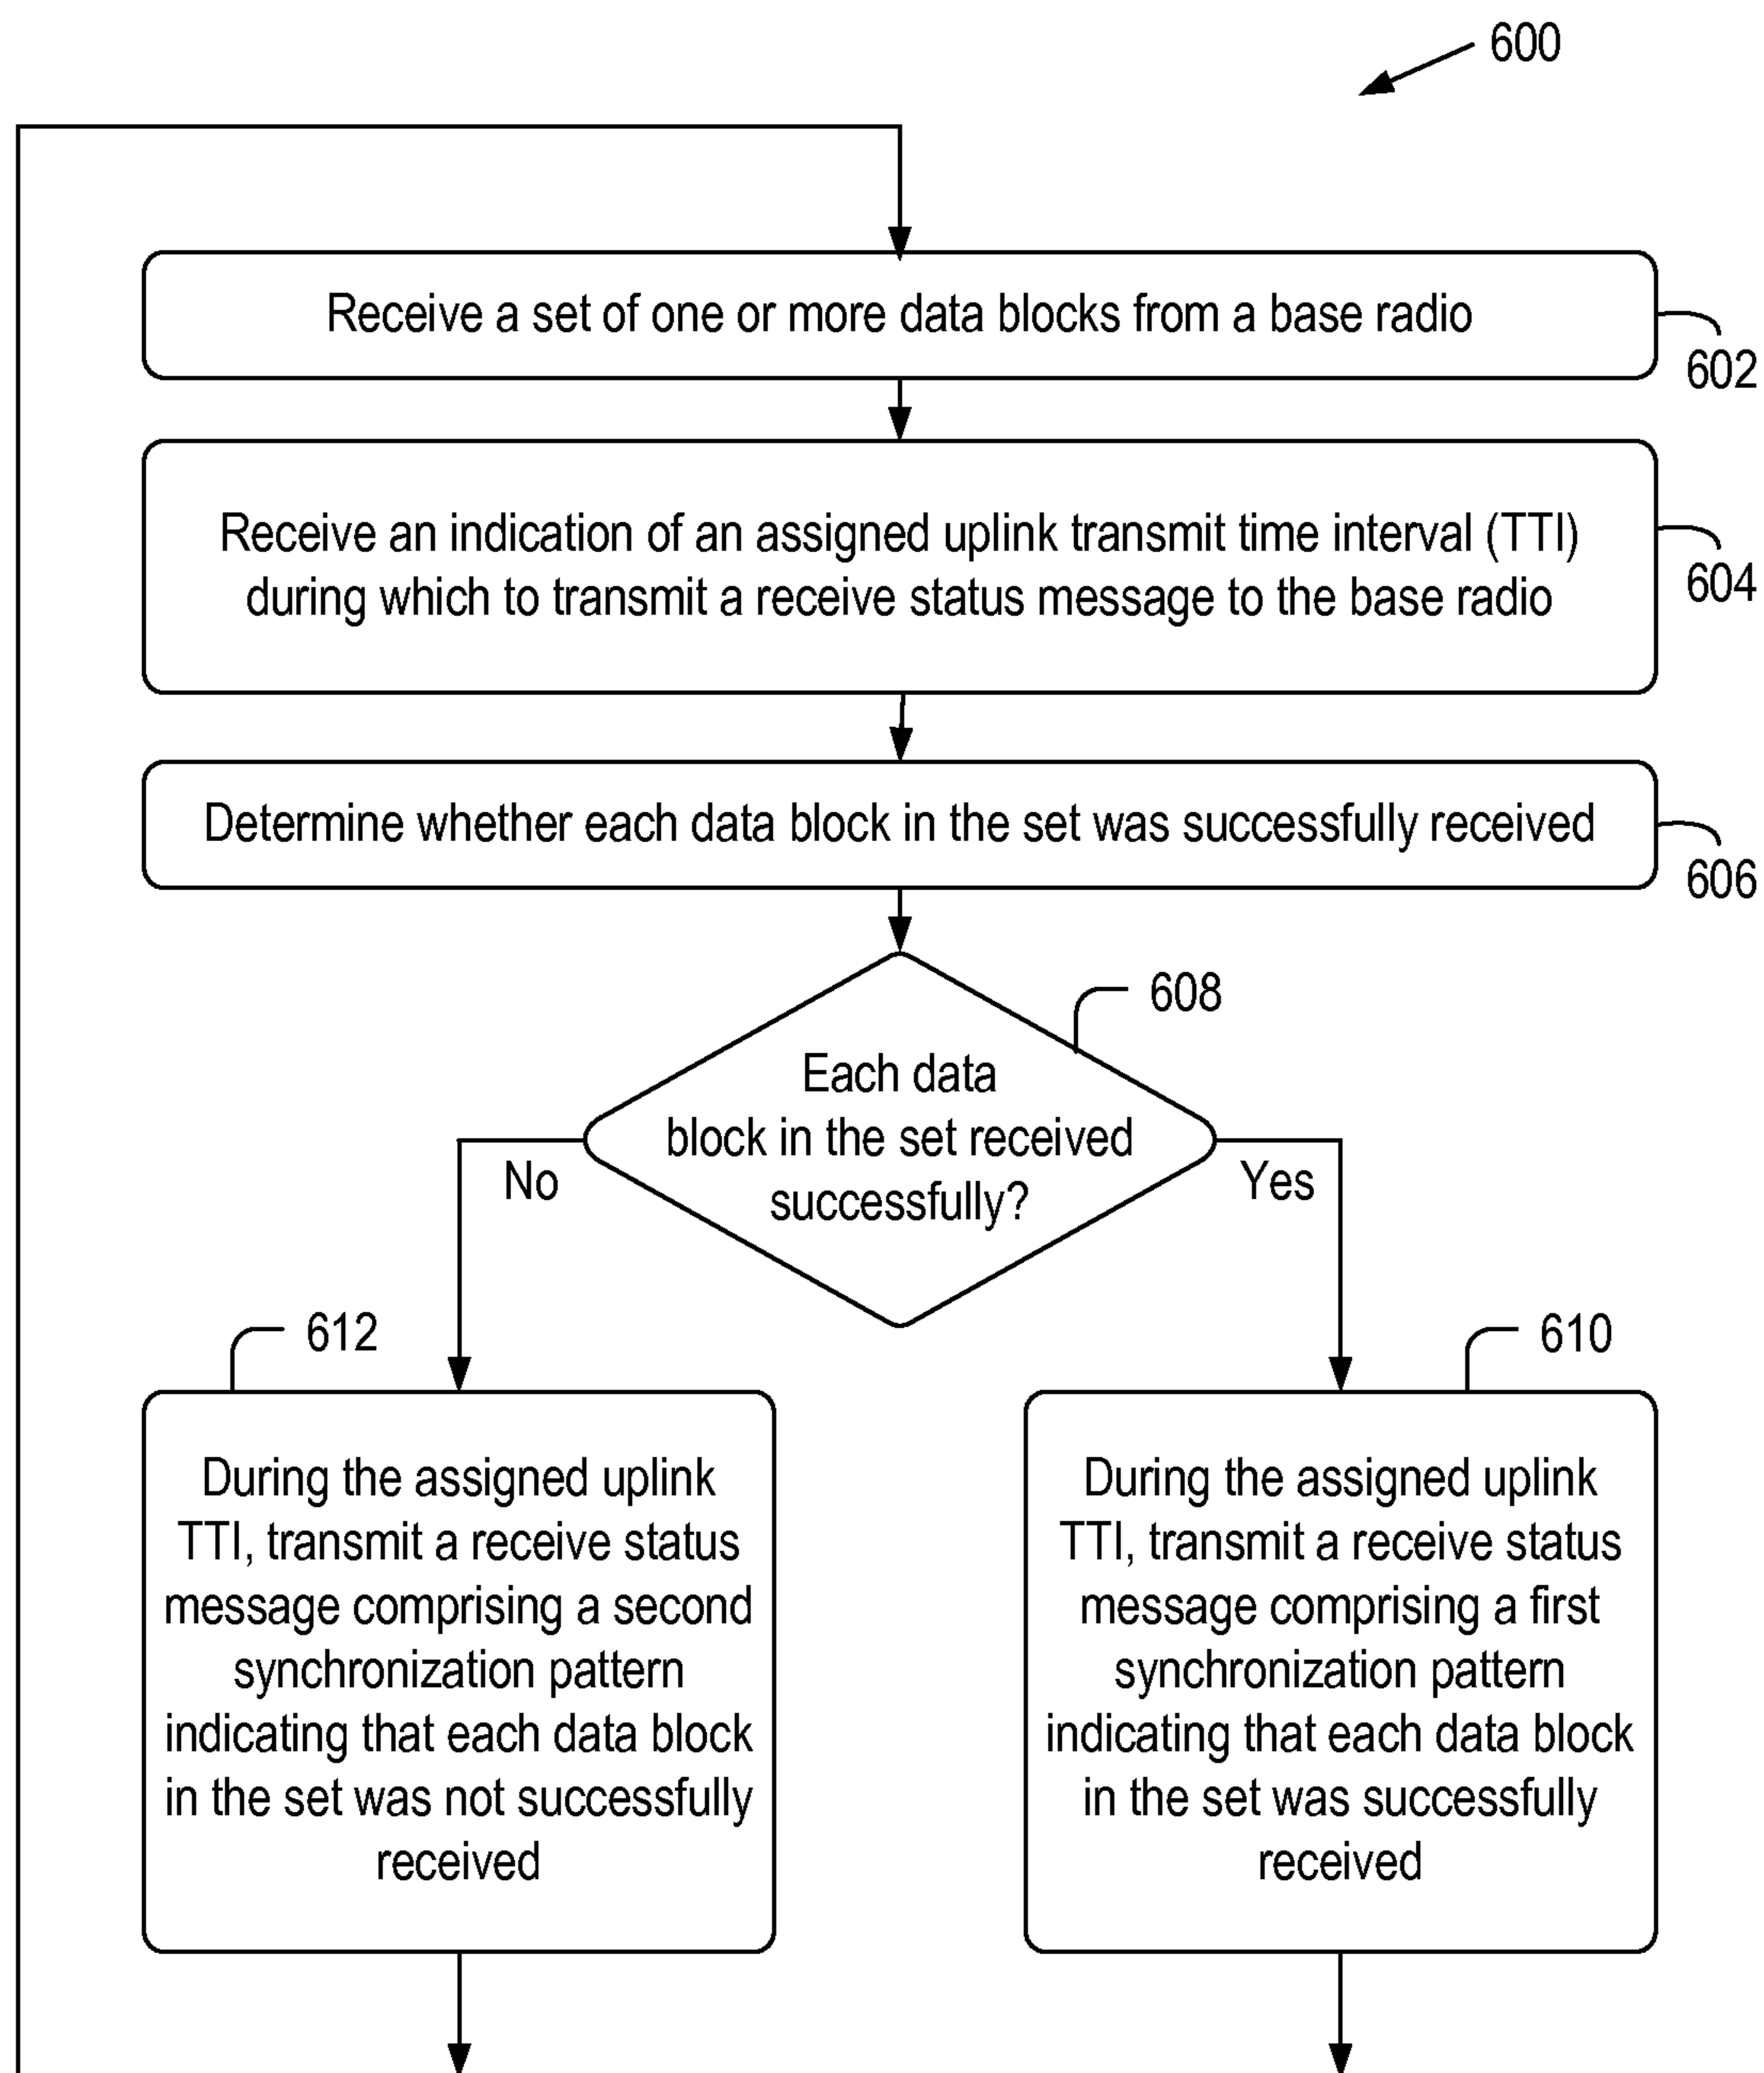 600
Receive a set of one or more data blocks from a base radio
602
Receive an indication of an assigned uplink transmit time interval (TTI)
during which to transmit a receive status message to the base radio
604
Determine whether each data block in the set was successfully received
606
608
Each data
block in the set received
successfully?
No
Yes
612
During the assigned uplink
TTI, transmit a receive status
message comprising a second
synchronization pattern
indicating that each data block
in the set was not successfully
received
610
During the assigned uplink
TTI, transmit a receive status
message comprising a first
synchronization pattern
indicating that each data block
in the set was successfully
received